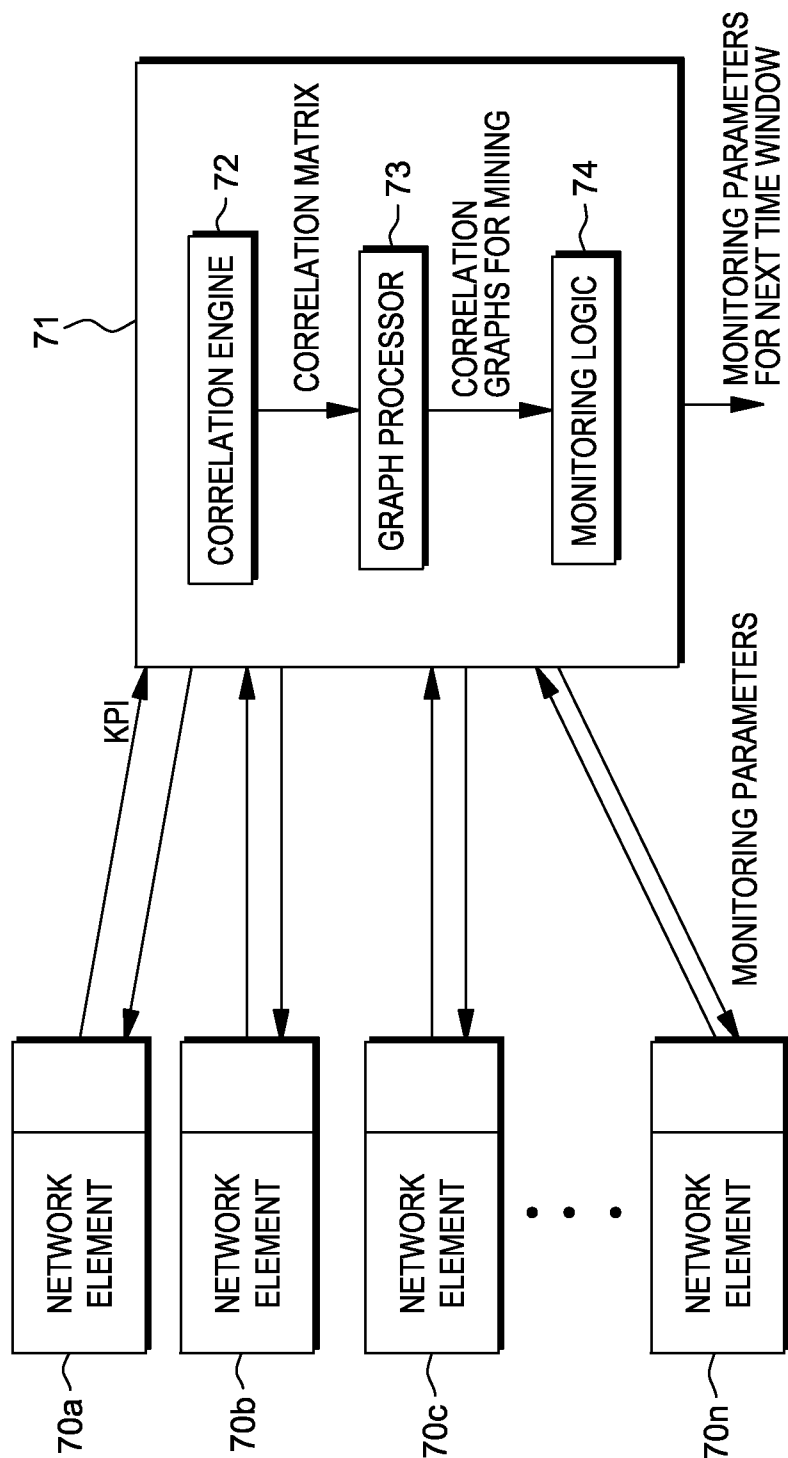 70a
NETWORK
ELEMENT
70b
NETWORK
ELEMENT
70c
NETWORK
ELEMENT
70n
NETWORK
ELEMENT
KPI
MONITORING PARAMETERS
71
CORRELATION ENGINE
72
CORRELATION MATRIX
GRAPH PROCESSOR
73
CORRELATION
GRAPHS FOR MINING
MONITORING LOGIC
74
MONITORING PARAMETERS
FOR NEXT TIME WINDOW